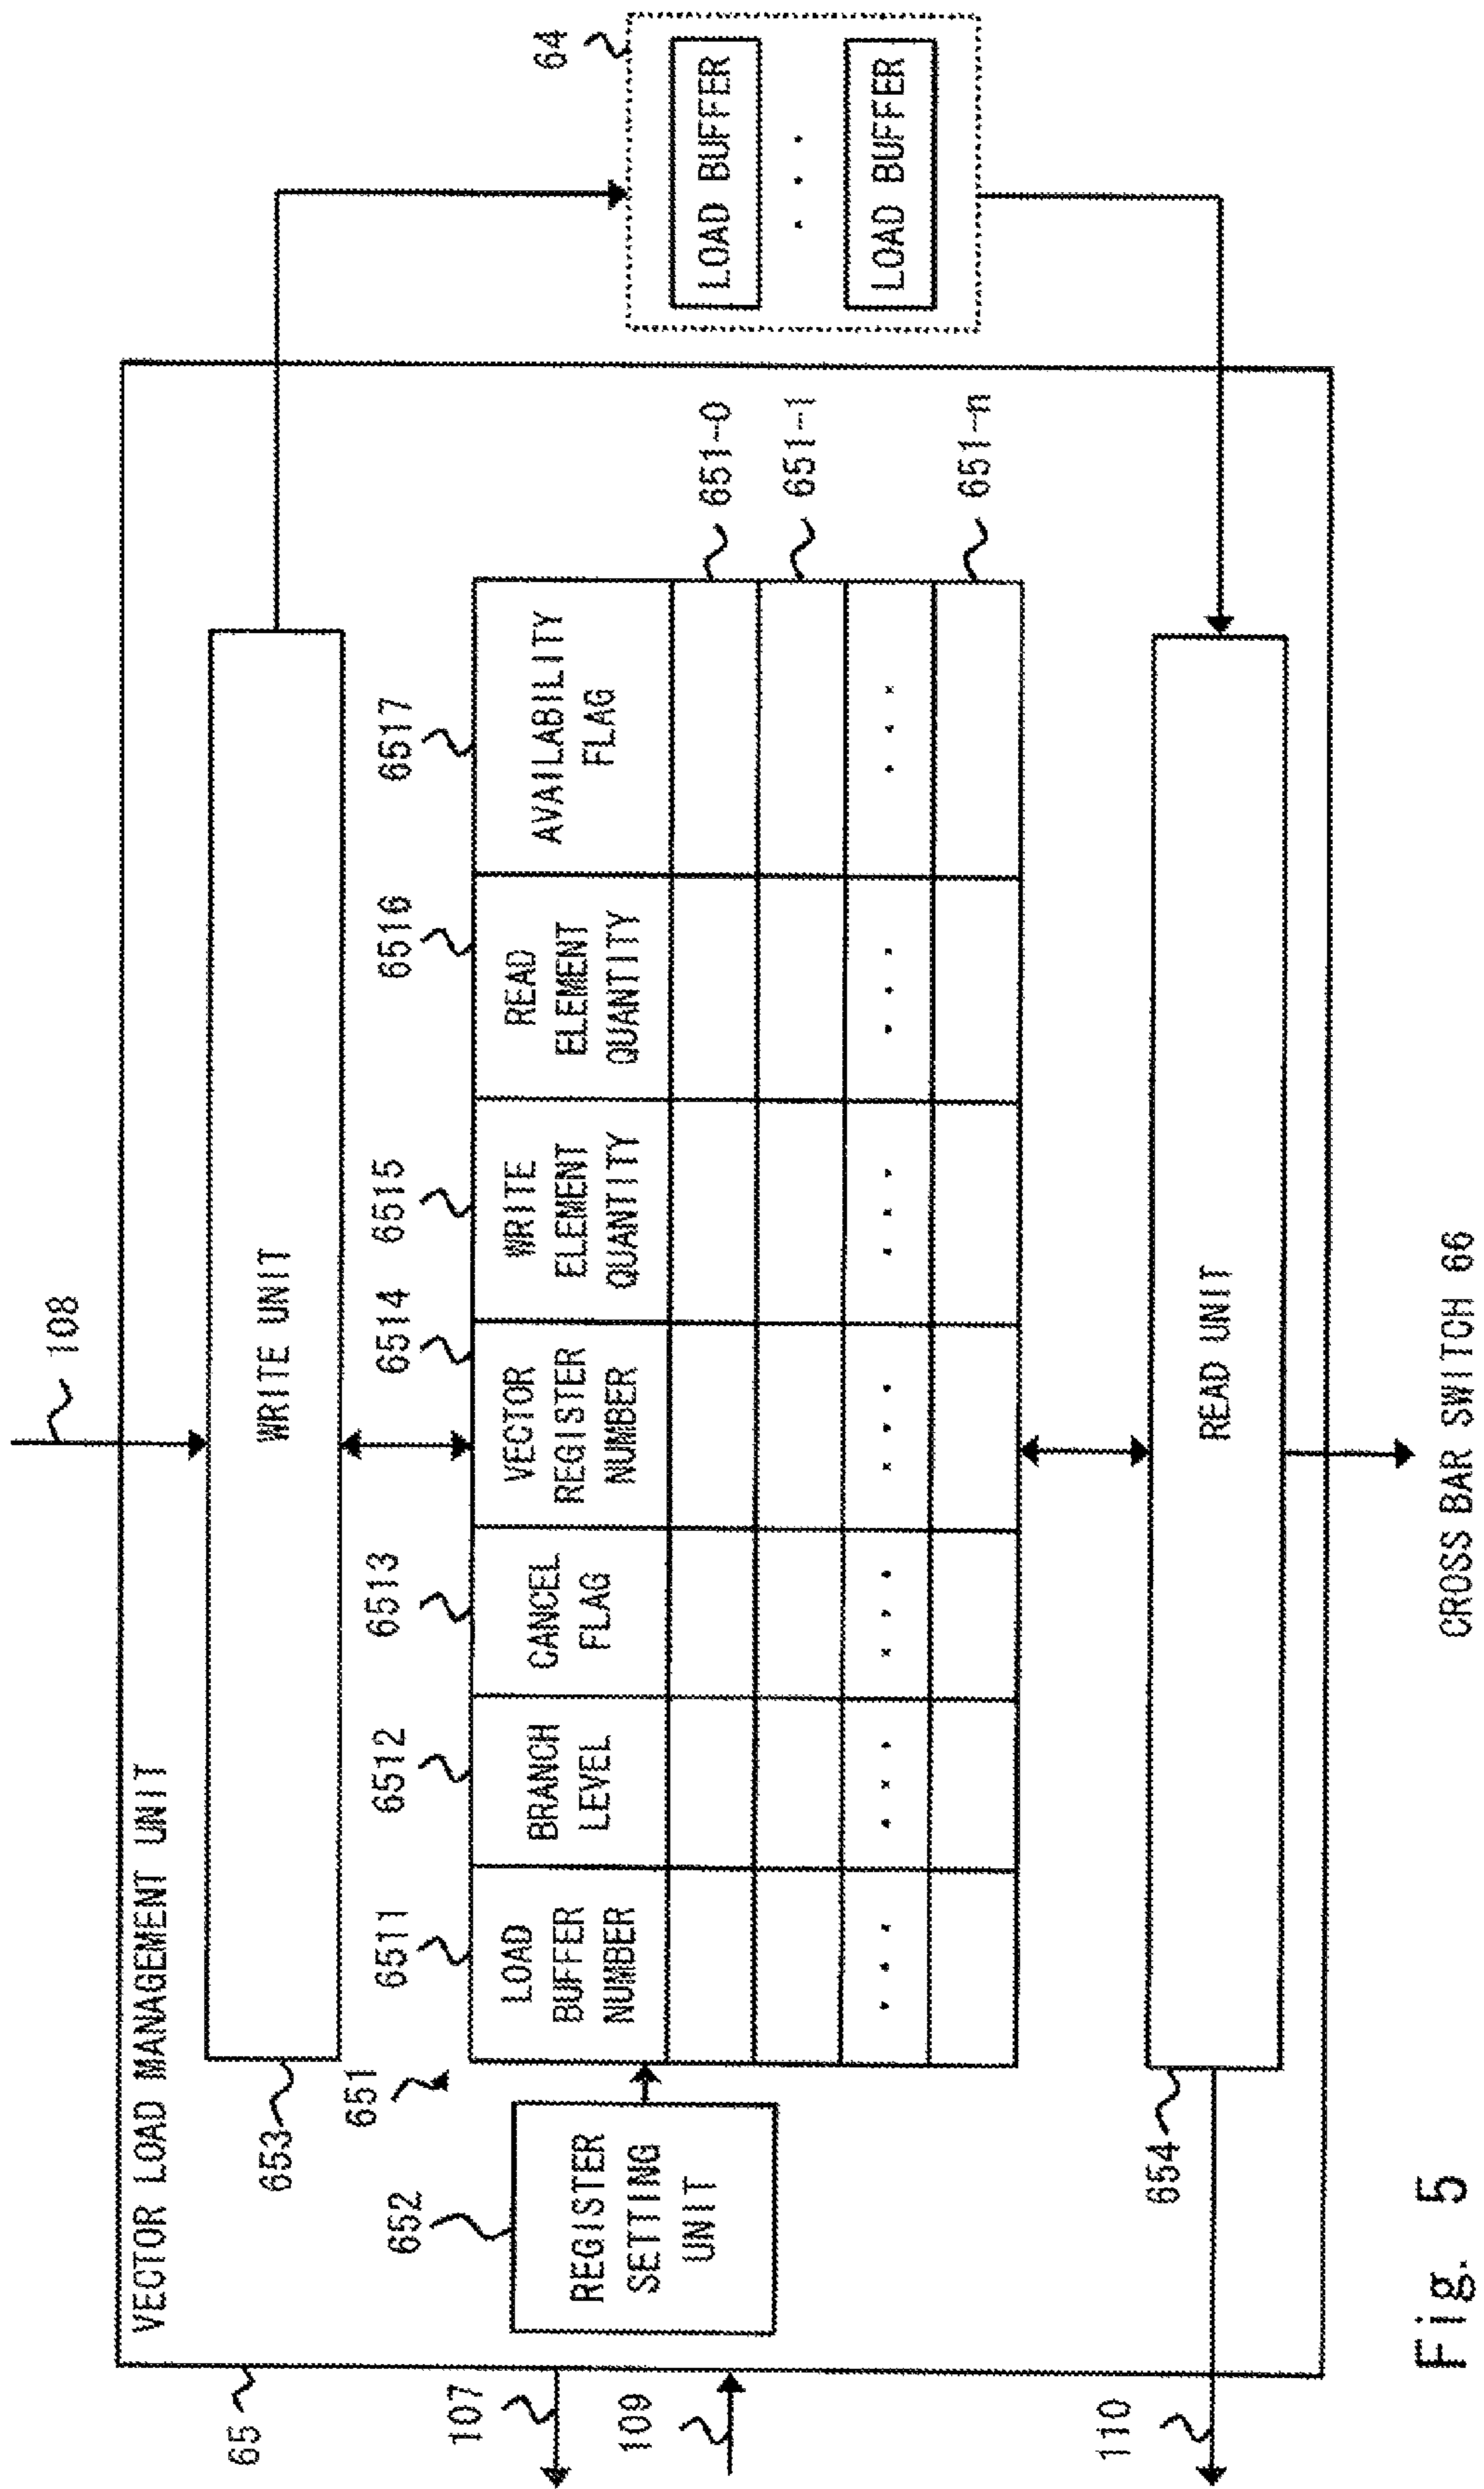 VECTOR LOAD MANAGEMENT UNIT
65
108
653
WRITE UNIT
64
LOAD BUFFER
LOAD BUFFER
107
109
652
REGISTER
SETTING
UNIT
651
6511
6512
6513
6514
6515
6516
6517
LOAD
BUFFER
NUMBER
BRANCH
LEVEL
CANCEL
FLAG
VECTOR
REGISTER
NUMBER
WRITE
ELEMENT
QUANTITY
READ
ELEMENT
QUANTITY
AVAILABILITY
FLAG
651-0
651-1
651-n
654
READ UNIT
110
CROSS BAR SWITCH 66
Fig. 5